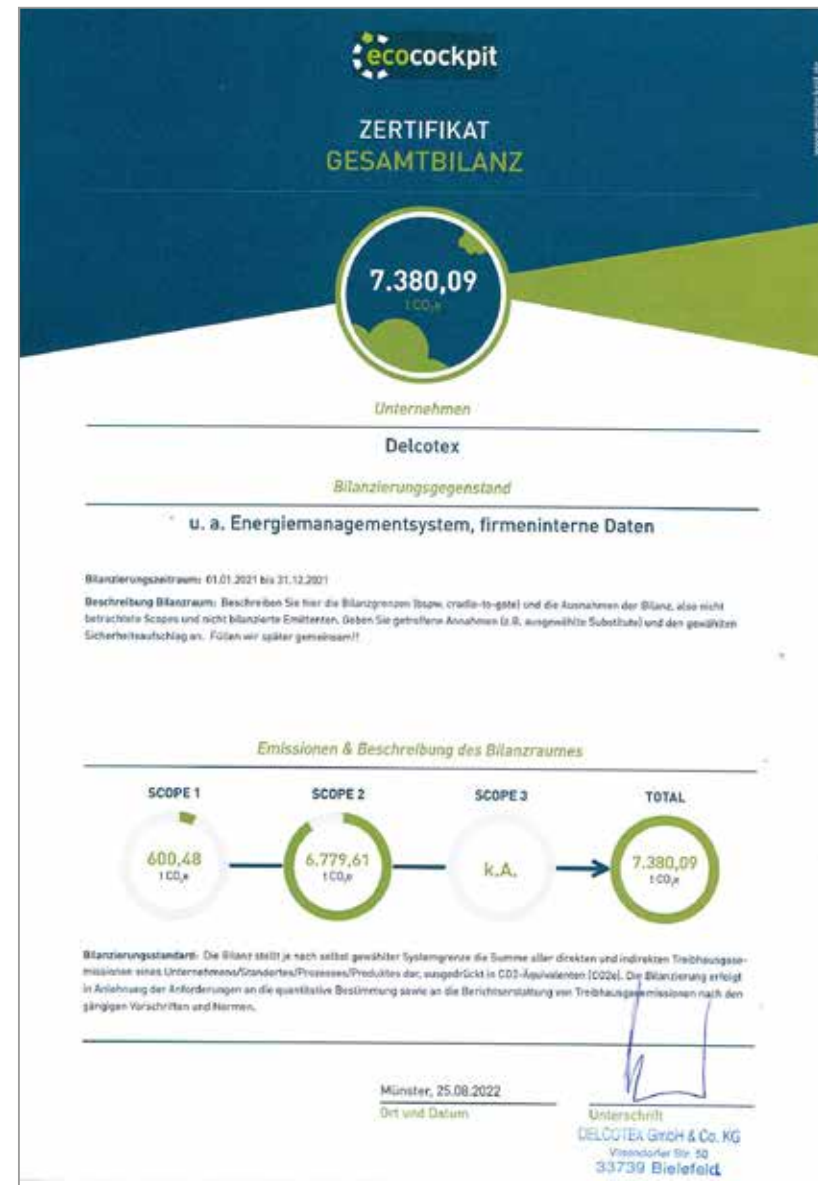 ecocockpit
ZERTIFIKAT
GESAMTBILANZ
7.380,09
t CO₂e
Unternehmen
Delcotex
Bilanzierungsgegenstand
u. a. Energiemanagementsystem, firmeninterne Daten
Bilanzierungszeitraum: 01.01.2021 bis 31.12.2021
Beschreibung Bilanzraum: Beschreiben Sie hier die Bilanzgrenzen (bspw. cradle-to-gate) und die Ausnahmen der Bilanz, also nicht
betrachtete Scopes und nicht bilanzierte Emittenten. Geben Sie getroffene Annahmen (z.B. ausgewählte Substitute) und den gewählten
Sicherheitsaufschlag an. Füllen wir später gemeinsam!!
Emissionen & Beschreibung des Bilanzraumes
SCOPE 1 SCOPE 2 SCOPE 3 TOTAL
600,48 6.779,61 k.A. 7.380,09
t CO₂e t CO₂e t CO₂e
Bilanzierungsstandard: Die Bilanz stellt je nach selbst gewählter Systemgrenze die Summe aller direkten und indirekten Treibhausgase-
missionen eines Unternehmens/Standortes/Prozesses/Produktes dar, ausgedrückt in CO2-Äquivalenten (CO2e). Die Bilanzierung erfolgt
in Anlehnung der Anforderungen an die quantitative Bestimmung sowie an die Berichtserstattung von Treibhausgasemissionen nach den
gängigen Vorschriften und Normen.
Münster, 25.08.2022
Ort und Datum
Unterschrift
DELCOTEX GmbH & Co. KG
Str. 50
33739 Bielefeld